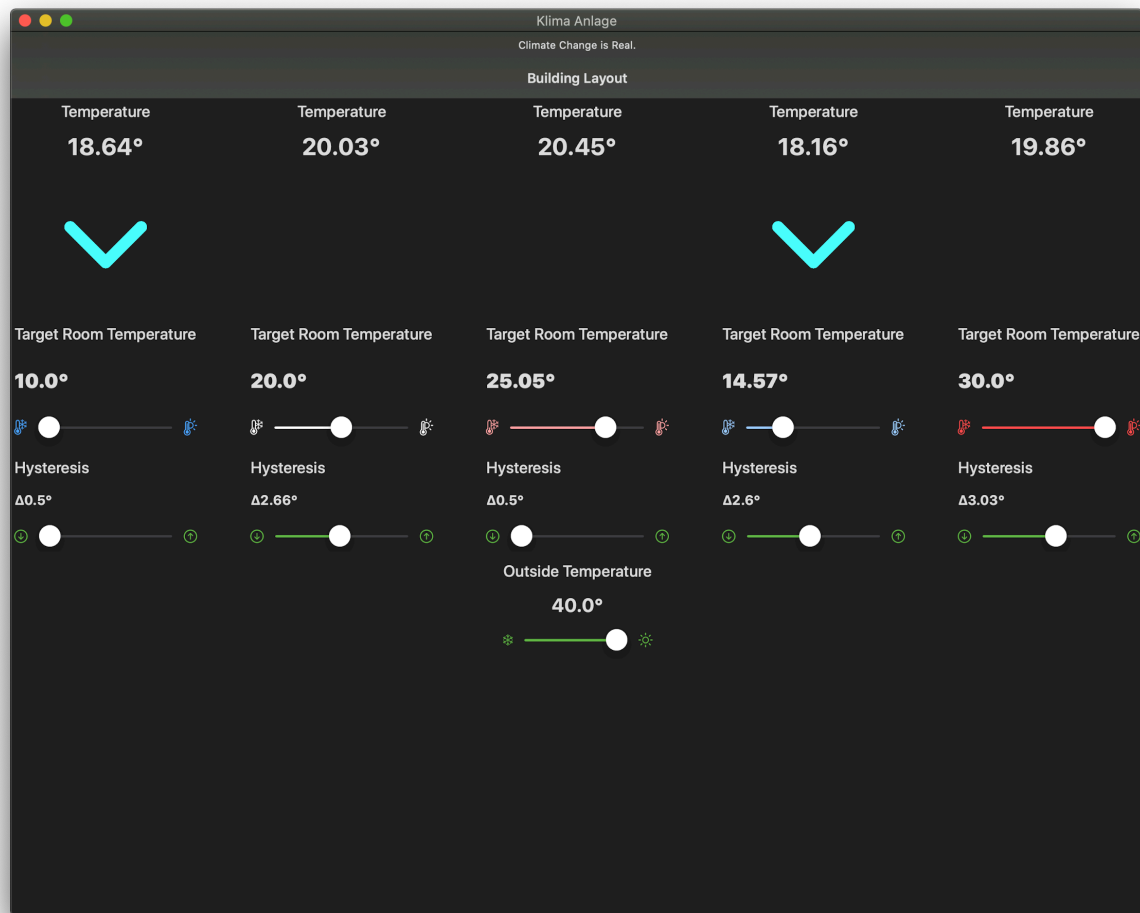 Klima Anlage
Climate Change is Real.
Building Layout
Temperature Temperature Temperature Temperature Temperature
18.64° 20.03° 20.45° 18.16° 19.86°
Target Room Temperature Target Room Temperature Target Room Temperature Target Room Temperature Target Room Temperature
10.0° 20.0° 25.05° 14.57° 30.0°
Hysteresis Hysteresis Hysteresis Hysteresis Hysteresis
Δ0.5° Δ2.66° Δ0.5° Δ2.6° Δ3.03°
Outside Temperature
40.0°